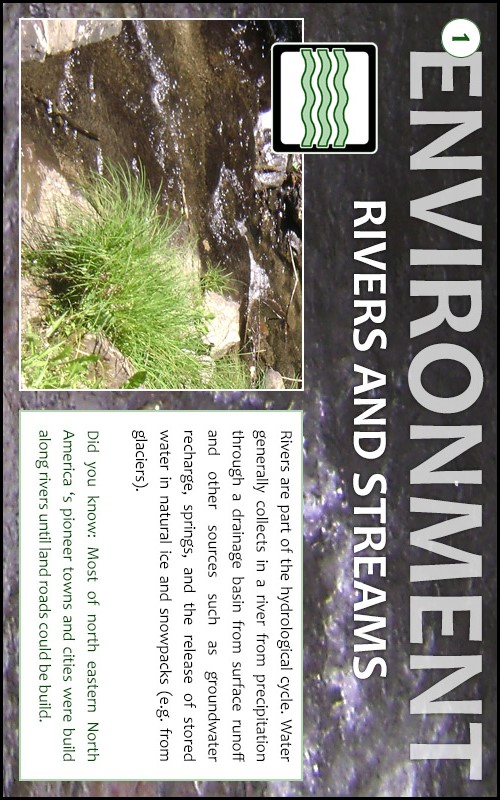 1
ENVIRONMENT
RIVERS AND STREAMS
Rivers are part of the hydrological cycle. Water
generally collects in a river from precipitation
through a drainage basin from surface runoff
and other sources such as groundwater
recharge, springs, and the release of stored
water in natural ice and snowpacks (e.g. from
glaciers).
Did you know: Most of north eastern North
America 's pioneer towns and cities were build
along rivers until land roads could be build.